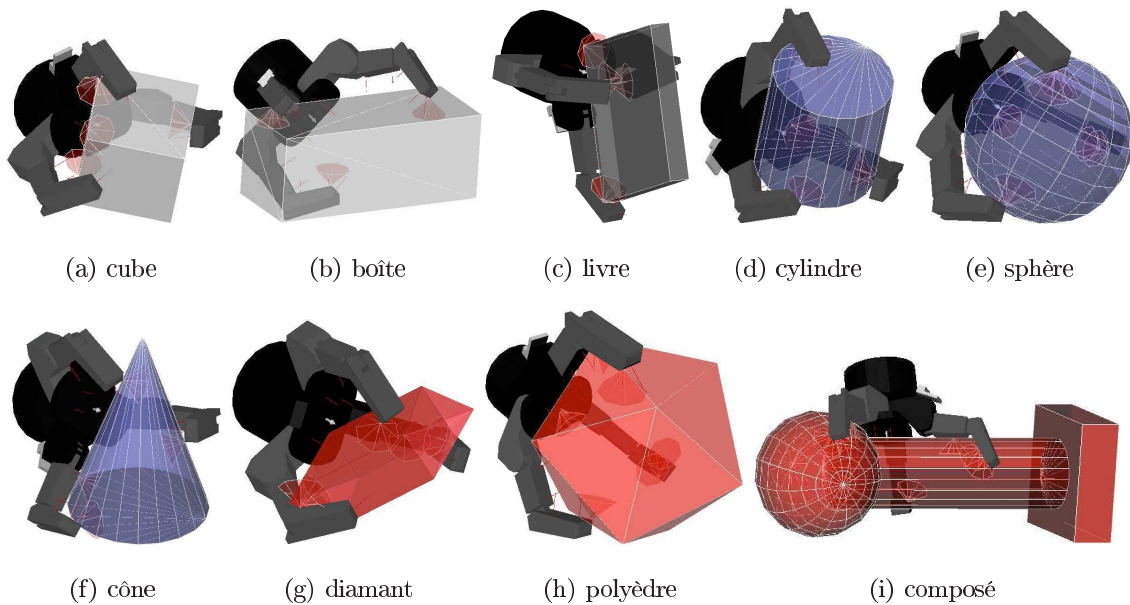 (a) cube
(b) boîte
(c) livre
(d) cylindre
(e) sphère
(f) cône
(g) diamant
(h) polyèdre
(i) composé